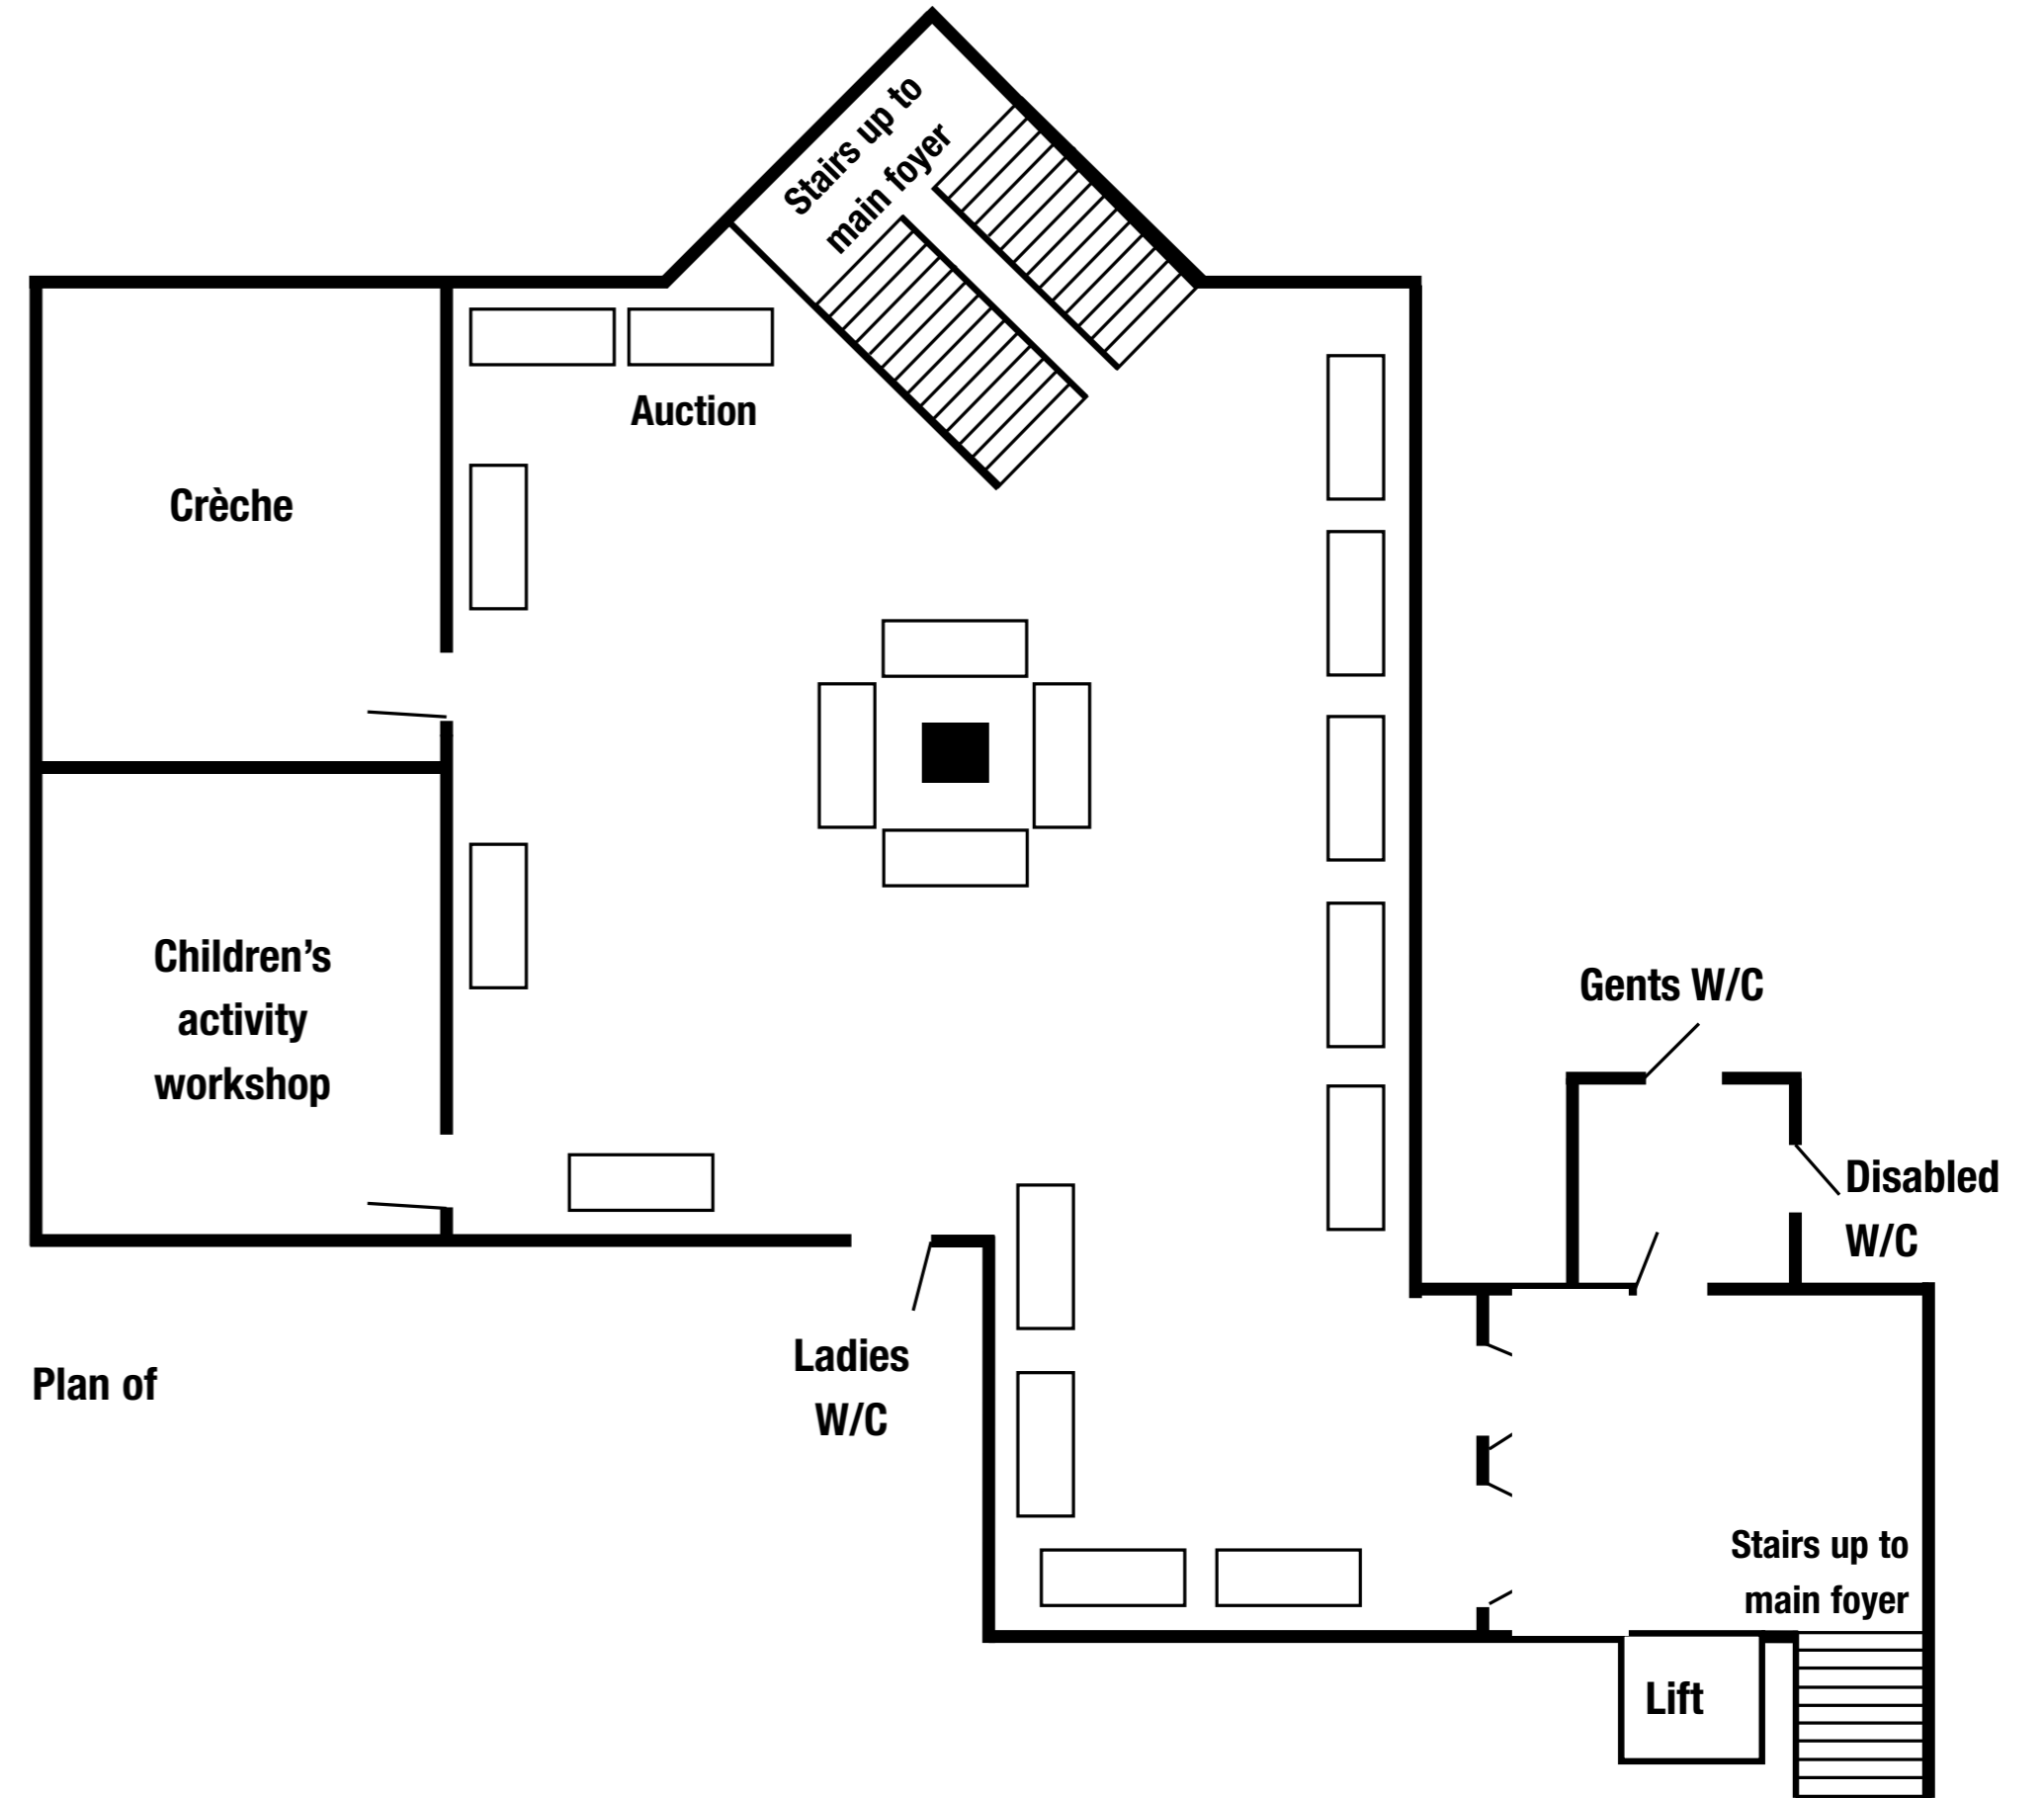 Stairs up to
main foyer
Auction
Crèche
Children’s
activity
workshop
Gents W/C
Disabled
W/C
Ladies
W/C
Plan of
Stairs up to
main foyer
Lift